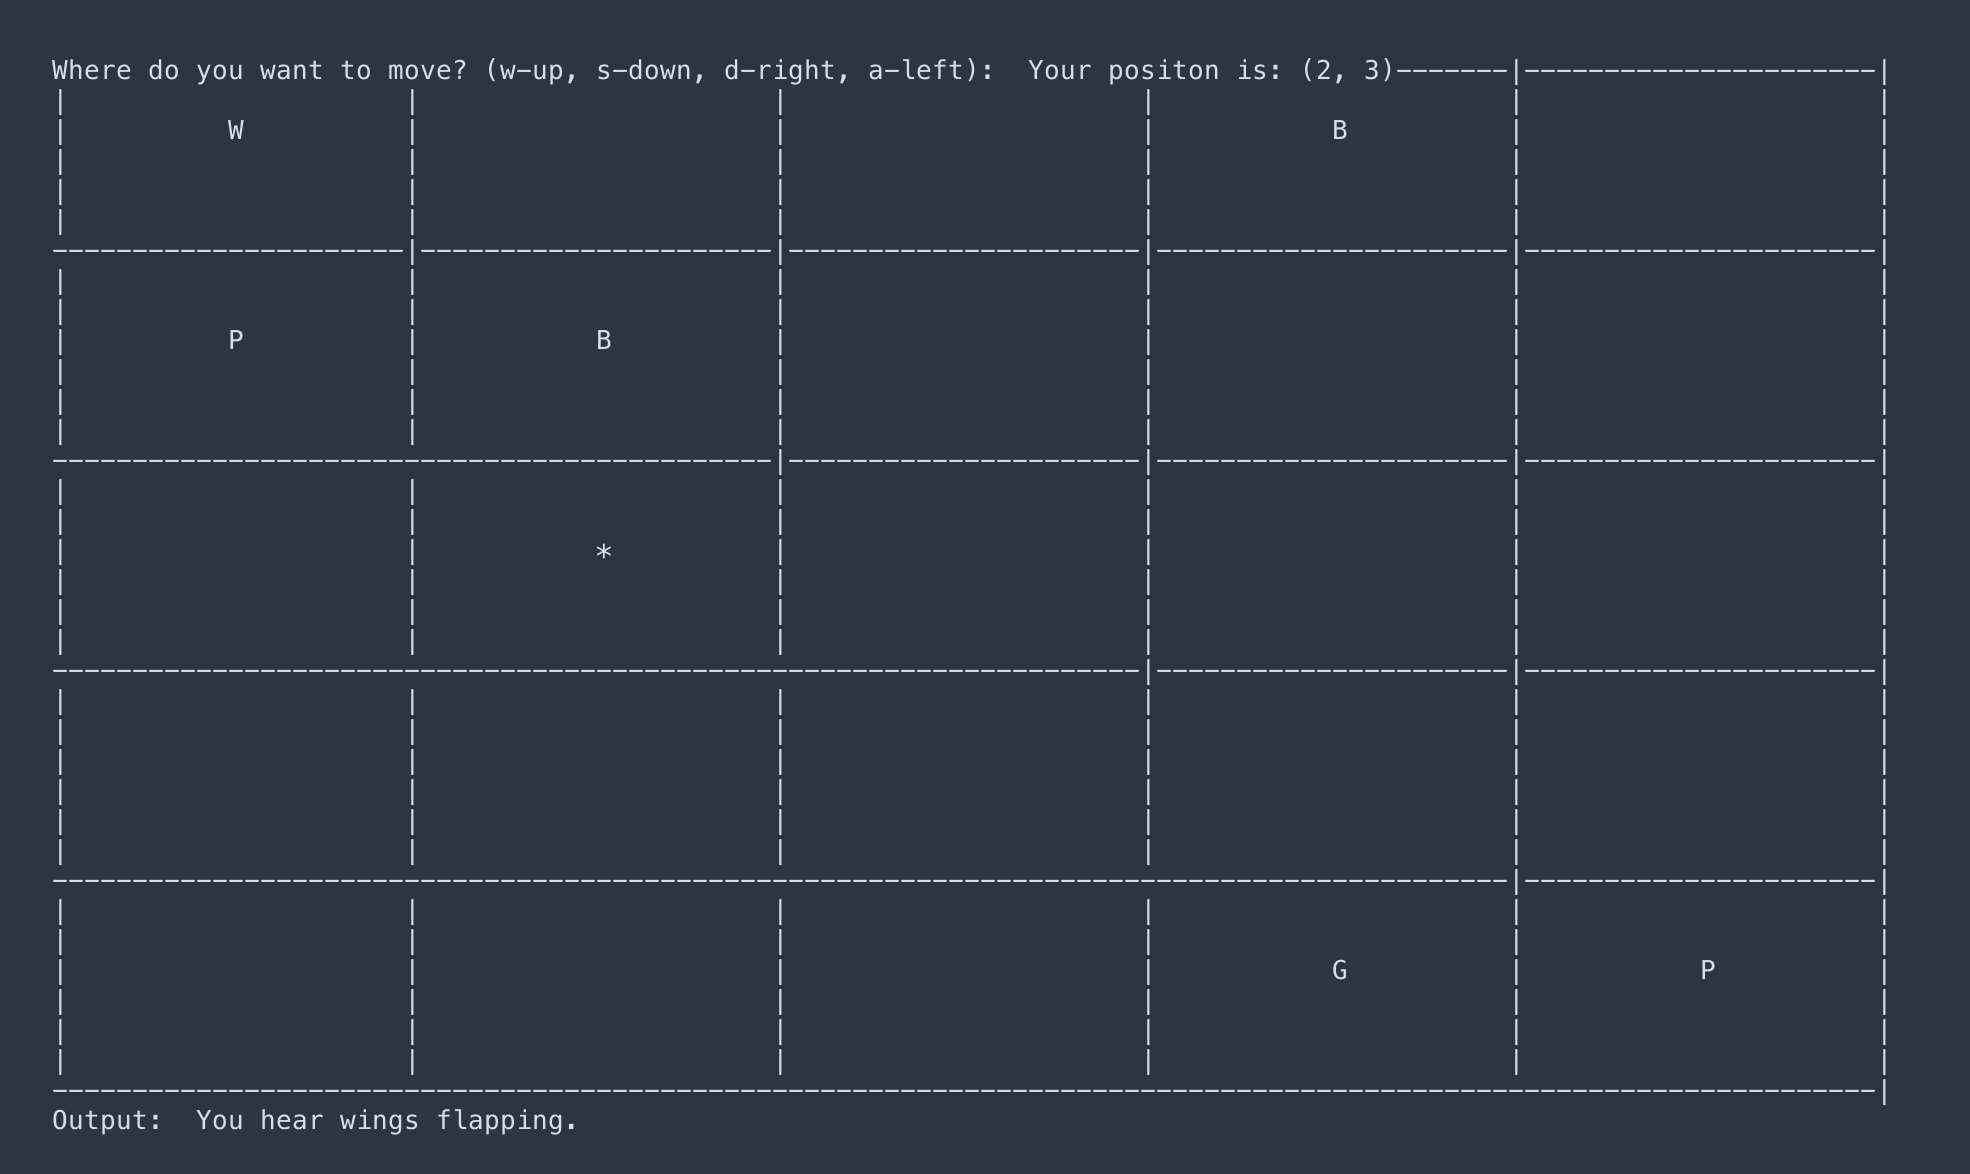 Where do you want to move? (w-up, s-down, d-right, a-left):  Your positon is: (2, 3)
W B
P B
*
G P
Output:  You hear wings flapping.